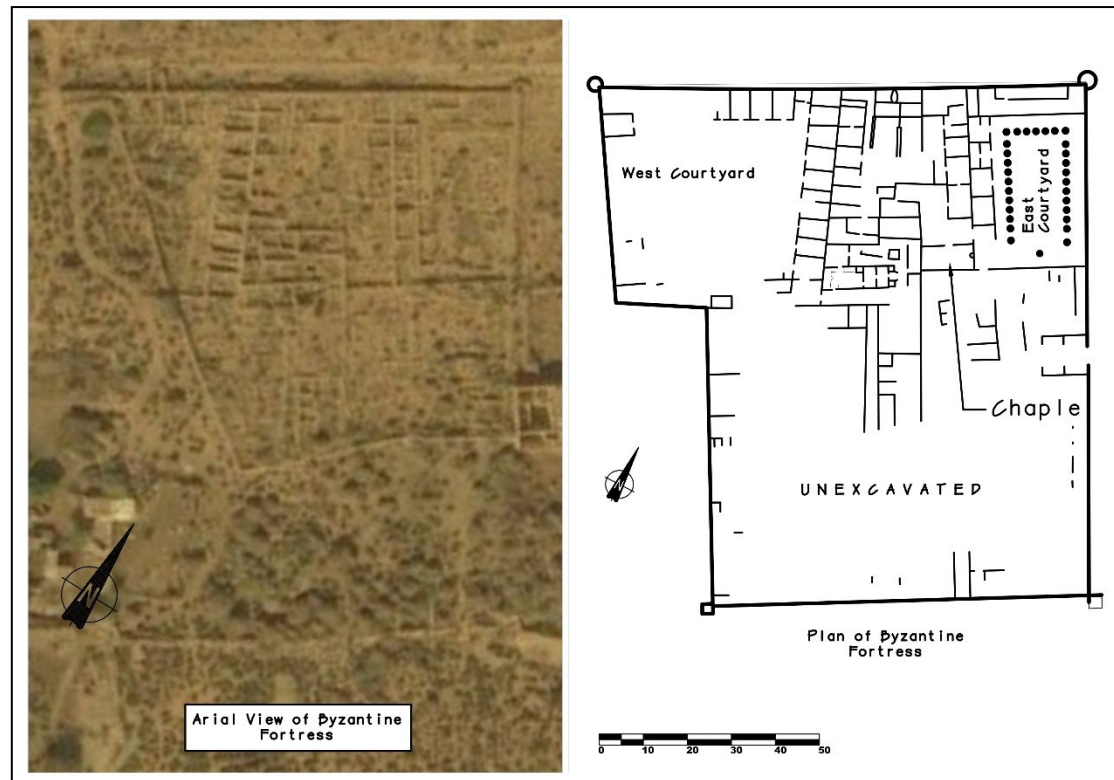 N
Arial View of Byzantine
Fortress
West Courtyard
East
Courtyard
Chaple
N
UNEXCAVATED
Plan of Byzantine
Fortress
0 10 20 30 40 50